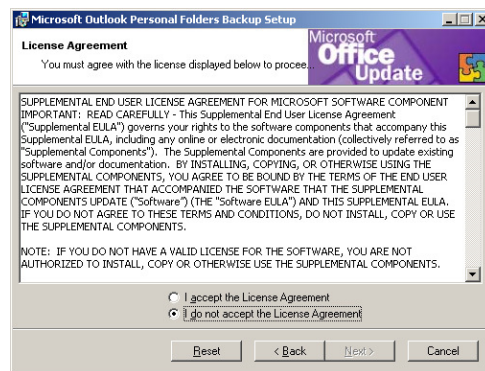 Microsoft Outlook Personal Folders Backup Setup
License Agreement
You must agree with the license displayed below to procee...
Microsoft
Office
Update
SUPPLEMENTAL END USER LICENSE AGREEMENT FOR MICROSOFT SOFTWARE COMPONENT
IMPORTANT:  READ CAREFULLY - This Supplemental End User License Agreement
("Supplemental EULA") governs your rights to the software components that accompany this
Supplemental EULA, including any online or electronic documentation (collectively referred to as
"Supplemental Components").  The Supplemental Components are provided to update existing
software and/or documentation.  BY INSTALLING, COPYING, OR OTHERWISE USING THE
SUPPLEMENTAL COMPONENTS, YOU AGREE TO BE BOUND BY THE TERMS OF THE END USER
LICENSE AGREEMENT THAT ACCOMPANIED THE SOFTWARE THAT THE SUPPLEMENTAL
COMPONENTS UPDATE ("Software") (THE "Software EULA") AND THIS SUPPLEMENTAL EULA.
IF YOU DO NOT AGREE TO THESE TERMS AND CONDITIONS, DO NOT INSTALL, COPY OR USE
THE SUPPLEMENTAL COMPONENTS.
NOTE:  IF YOU DO NOT HAVE A VALID LICENSE FOR THE SOFTWARE, YOU ARE NOT
AUTHORIZED TO INSTALL, COPY OR OTHERWISE USE THE SUPPLEMENTAL COMPONENTS.
I accept the License Agreement
I do not accept the License Agreement
Reset
< Back
Next >
Cancel